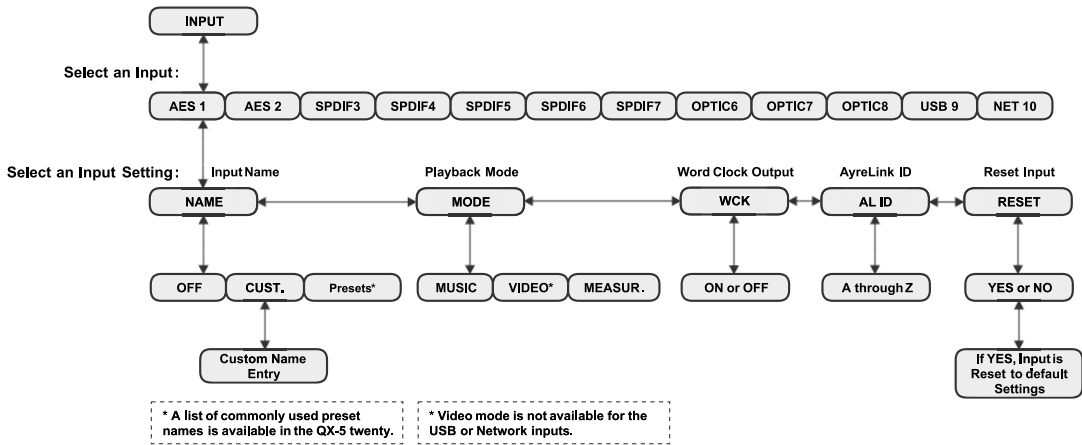 INPUT
Select an Input:
AES 1 AES 2 SPDIF3 SPDIF4 SPDIF5 SPDIF6 SPDIF7 OPTIC6 OPTIC7 OPTIC8 USB 9 NET 10
Select an Input Setting: Input Name Playback Mode Word Clock Output AyreLink ID Reset Input
NAME MODE WCK AL ID RESET
OFF CUST. Presets* MUSIC VIDEO* MEASUR. ON or OFF A through Z YES or NO
Custom Name
Entry
If YES, Input is
Reset to default
Settings
* A list of commonly used preset
names is available in the QX-5 twenty.
* Video mode is not available for the
USB or Network inputs.